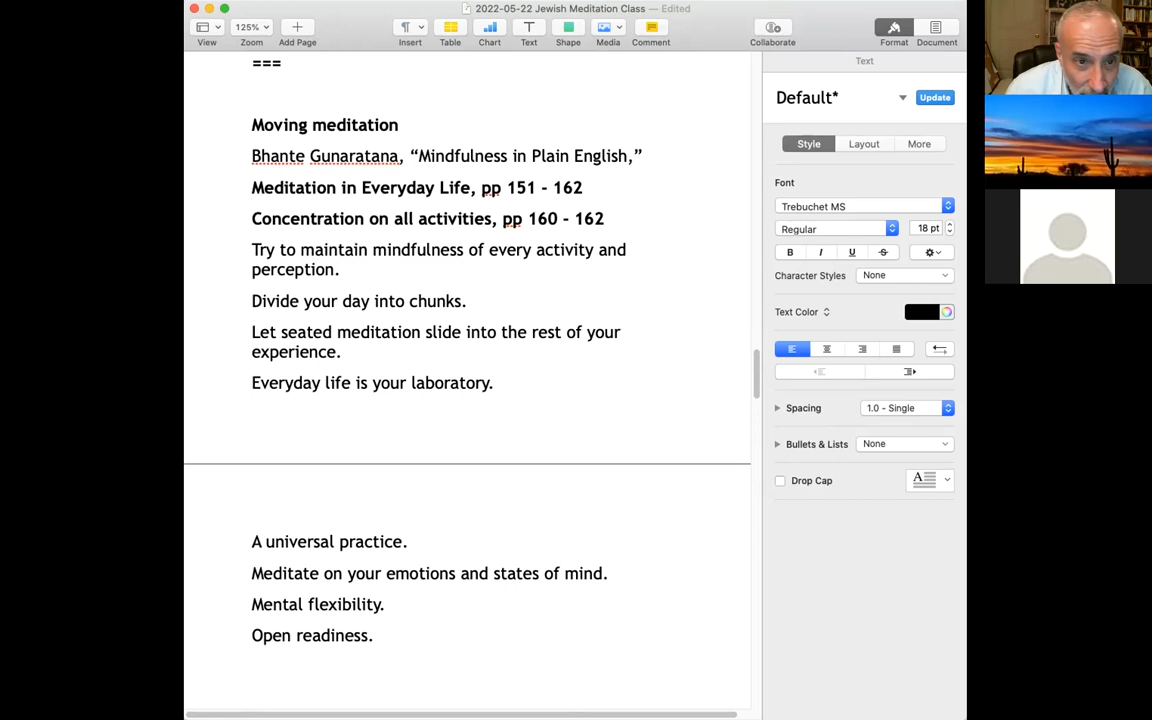 2022-05-22 Jewish Meditation Class — Edited
125%
View
Zoom
Add Page
Insert
Table
Chart
Text
Shape
Media
Comment
Collaborate
Format
Document
===
Moving meditation
Bhante Gunaratana, “Mindfulness in Plain English,”
Meditation in Everyday Life, pp 151 - 162
Concentration on all activities, pp 160 - 162
Try to maintain mindfulness of every activity and
perception.
Divide your day into chunks.
Let seated meditation slide into the rest of your
experience.
Everyday life is your laboratory.
A universal practice.
Meditate on your emotions and states of mind.
Mental flexibility.
Open readiness.
Text
Default*
Update
Style
Layout
More
Font
Trebuchet MS
Regular
18 pt
B I U S
Character Styles
None
Text Color
Spacing
1.0 - Single
Bullets & Lists
None
Drop Cap
A